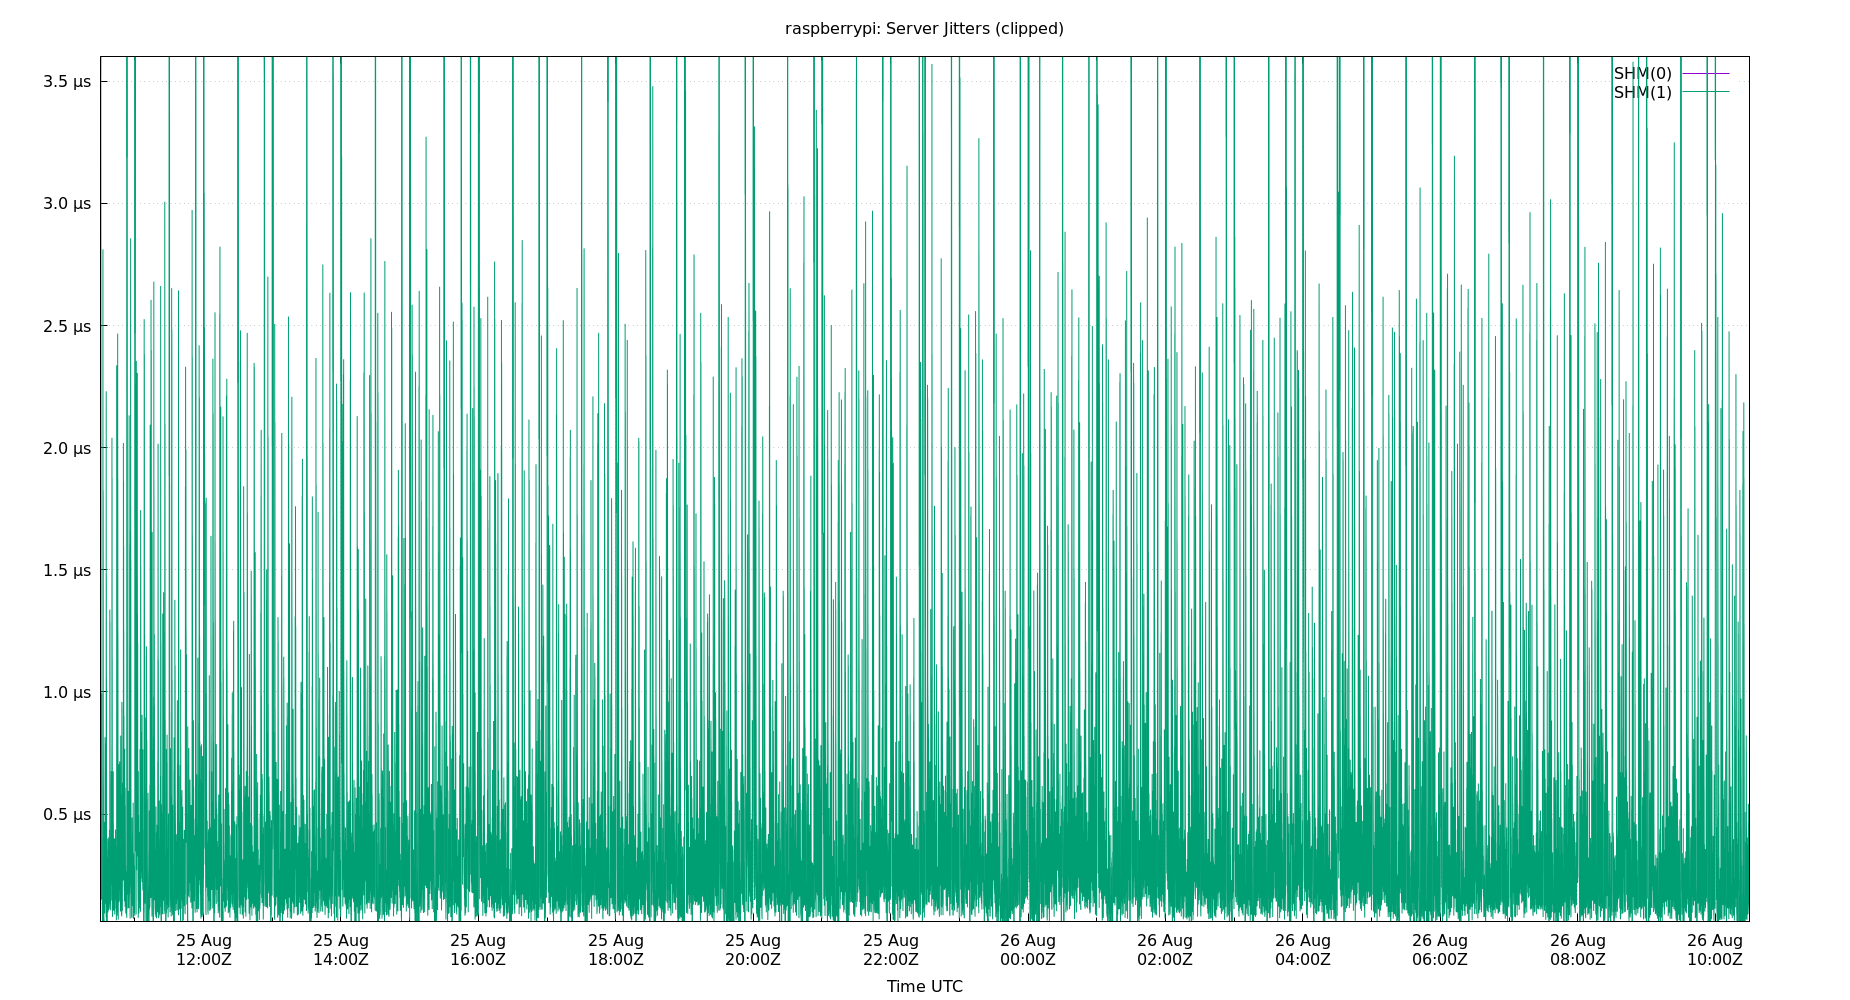 raspberrypi: Server Jitters (clipped)
3.5 µs
3.0 µs
2.5 µs
2.0 µs
1.5 µs
1.0 µs
0.5 µs
SHM(0)
SHM(1)
25 Aug 25 Aug 25 Aug 25 Aug 25 Aug 25 Aug 26 Aug 26 Aug 26 Aug 26 Aug 26 Aug 26 Aug
12:00Z 14:00Z 16:00Z 18:00Z 20:00Z 22:00Z 00:00Z 02:00Z 04:00Z 06:00Z 08:00Z 10:00Z
Time UTC